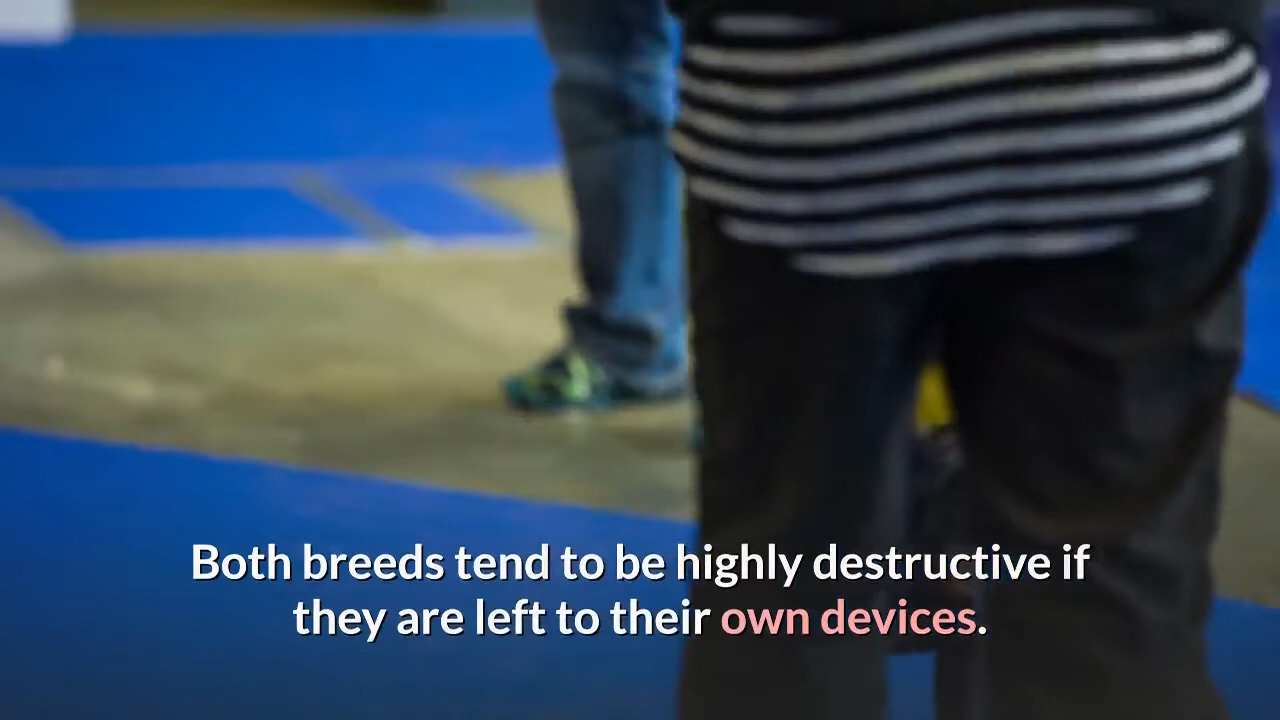 Both breeds tend to be highly destructive if
they are left to their own devices.